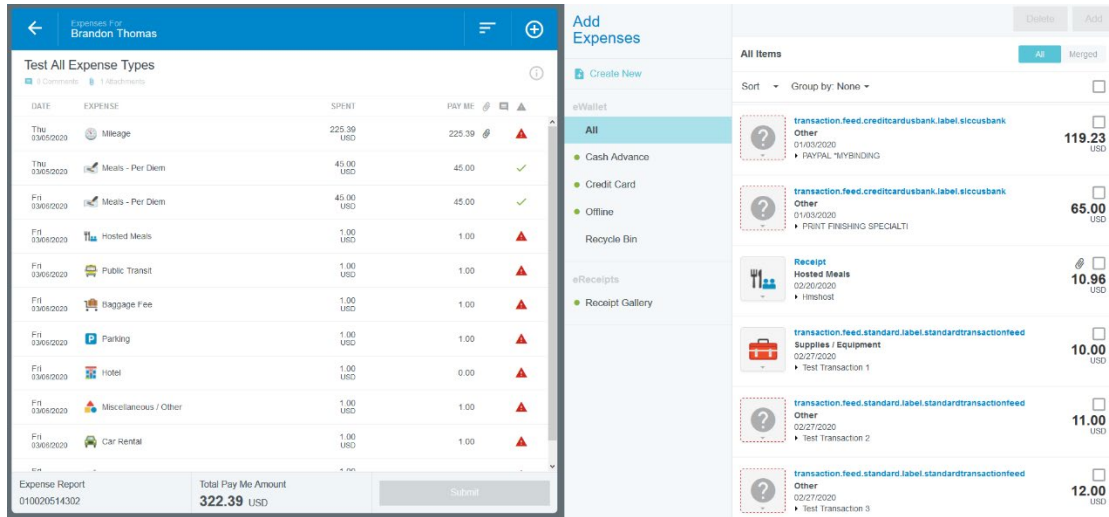 Expenses For
Brandon Thomas
Test All Expense Types
0 Comments 1 Attachments
DATE EXPENSE SPENT PAY ME
Thu 03/05/2020 Mileage 225.39 USD 225.39
Thu 03/05/2020 Meals - Per Diem 45.00 USD 45.00
Fri 03/06/2020 Meals - Per Diem 45.00 USD 45.00
Fri 03/06/2020 Hosted Meals 1.00 USD 1.00
Fri 03/06/2020 Public Transit 1.00 USD 1.00
Fri 03/06/2020 Baggage Fee 1.00 USD 1.00
Fri 03/06/2020 Parking 1.00 USD 1.00
Fri 03/06/2020 Hotel 1.00 USD 0.00
Fri 03/06/2020 Miscellaneous / Other 1.00 USD 1.00
Fri 03/06/2020 Car Rental 1.00 USD 1.00
Expense Report
010020514302
Total Pay Me Amount
322.39 USD
Submit
Add
Expenses
Create New
eWallet
All
Cash Advance
Credit Card
Offline
Recycle Bin
eReceipts
Receipt Gallery
Delete Add
All Items All Merged
Sort Group by: None
transaction.feed.creditcardusbank.label.slccusbank
Other
01/03/2020
PAYPAL *MYBINDING
119.23
USD
transaction.feed.creditcardusbank.label.slccusbank
Other
01/03/2020
PRINT FINISHING SPECIALTI
65.00
USD
Receipt
Hosted Meals
02/20/2020
Hmshost
10.96
USD
transaction.feed.standard.label.standardtransactionfeed
Supplies / Equipment
02/27/2020
Test Transaction 1
10.00
USD
transaction.feed.standard.label.standardtransactionfeed
Other
02/27/2020
Test Transaction 2
11.00
USD
transaction.feed.standard.label.standardtransactionfeed
Other
02/27/2020
Test Transaction 3
12.00
USD